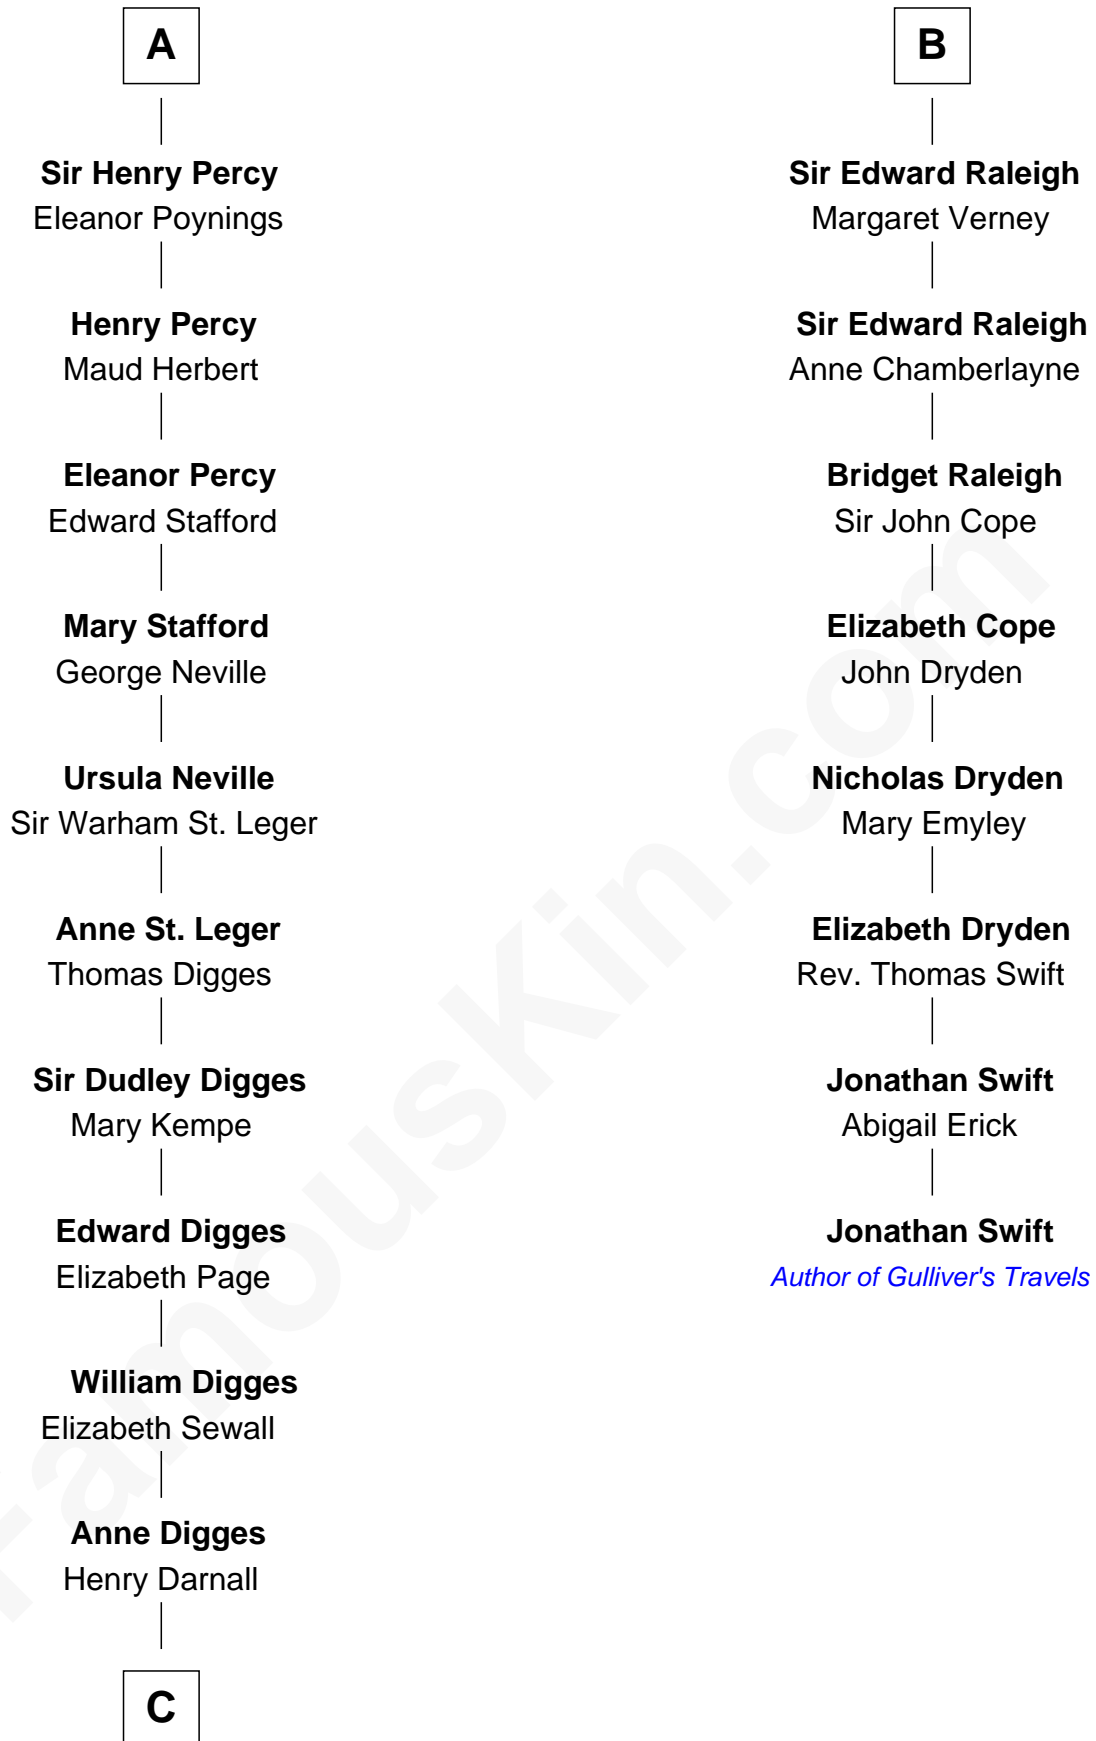 A
Sir Henry Percy
Eleanor Poynings
Henry Percy
Maud Herbert
Eleanor Percy
Edward Stafford
Mary Stafford
George Neville
Ursula Neville
Sir Warham St. Leger
Anne St. Leger
Thomas Digges
Sir Dudley Digges
Mary Kempe
Edward Digges
Elizabeth Page
William Digges
Elizabeth Sewall
Anne Digges
Henry Darnall
C
B
Sir Edward Raleigh
Margaret Verney
Sir Edward Raleigh
Anne Chamberlayne
Bridget Raleigh
Sir John Cope
Elizabeth Cope
John Dryden
Nicholas Dryden
Mary Emyley
Elizabeth Dryden
Rev. Thomas Swift
Jonathan Swift
Abigail Erick
Jonathan Swift
Author of Gulliver's Travels
FamousKin.com